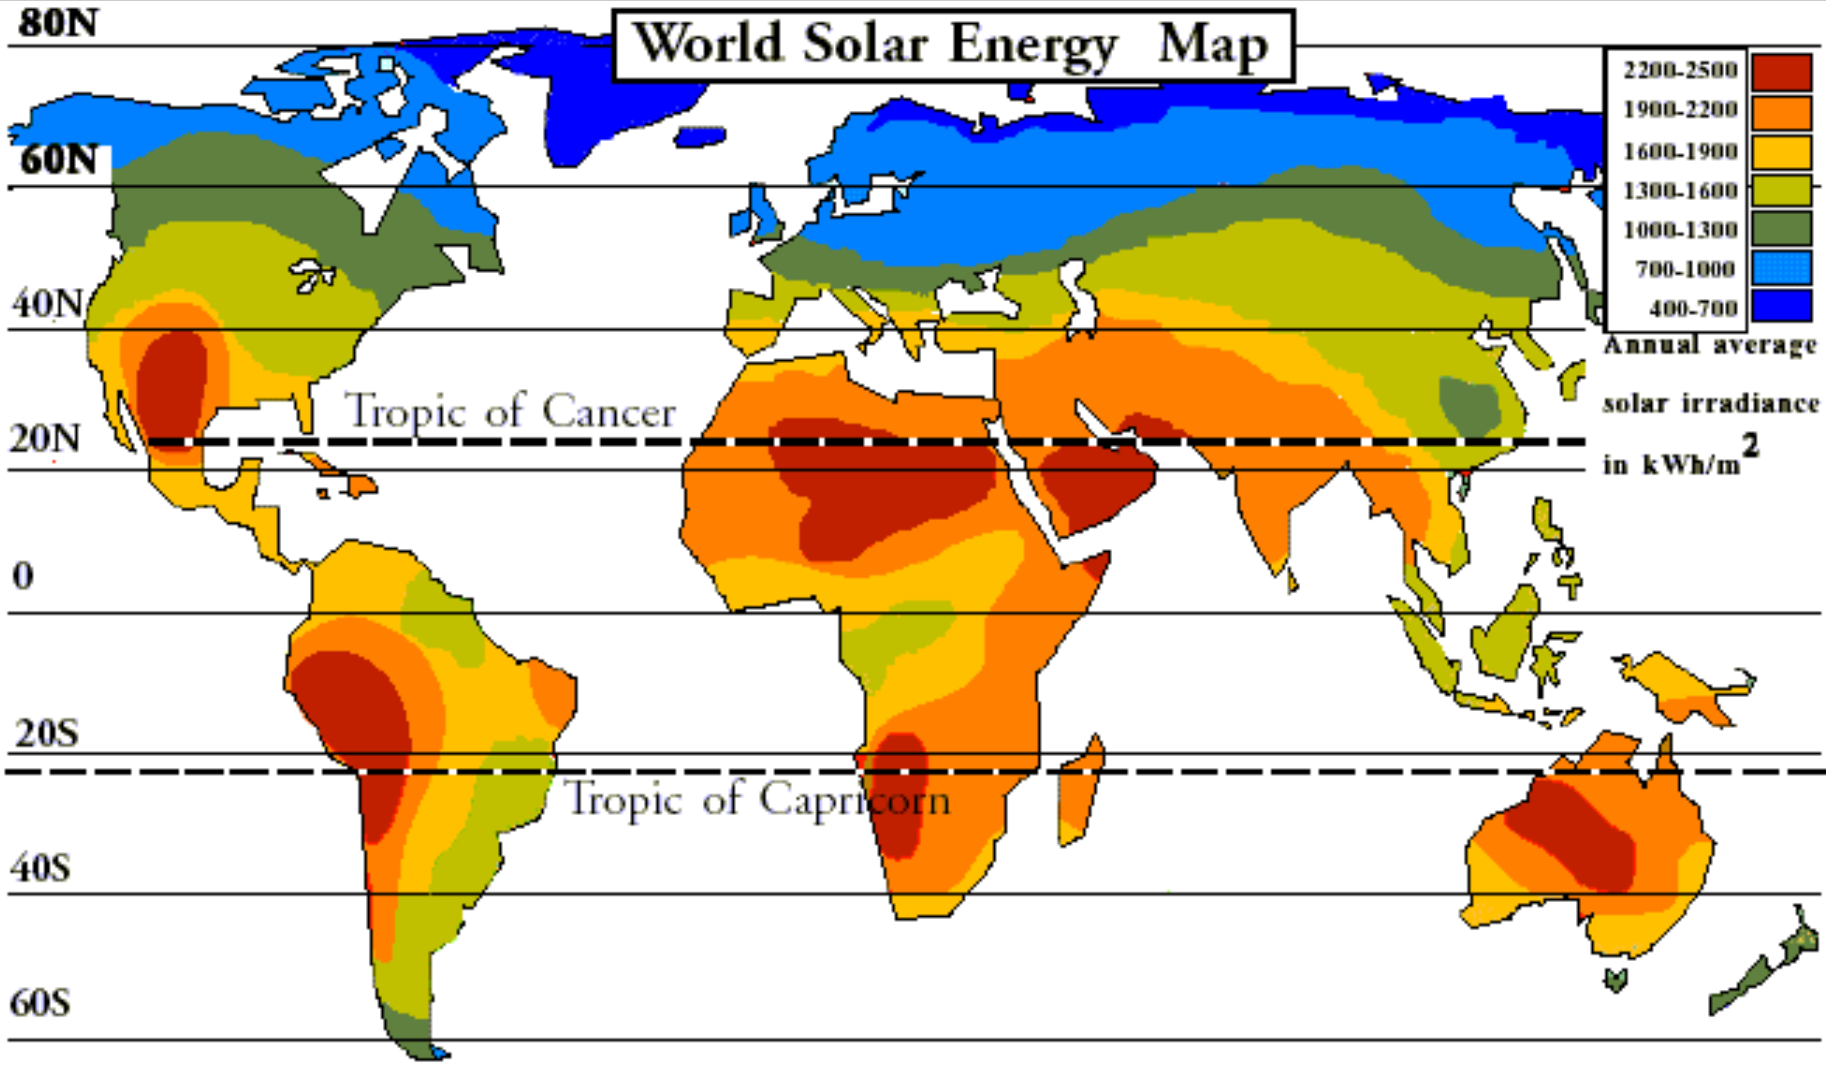 80N
World Solar Energy Map
2200-2500
1900-2200
60N
1600-1900
1300-1600
1000-1300
700-1000
40N
400-700
Annual average
Tropic of Cancer
solar irradiance
20N
in kWh/m2
0
20S
Tropic of Capricorn
40S
60S